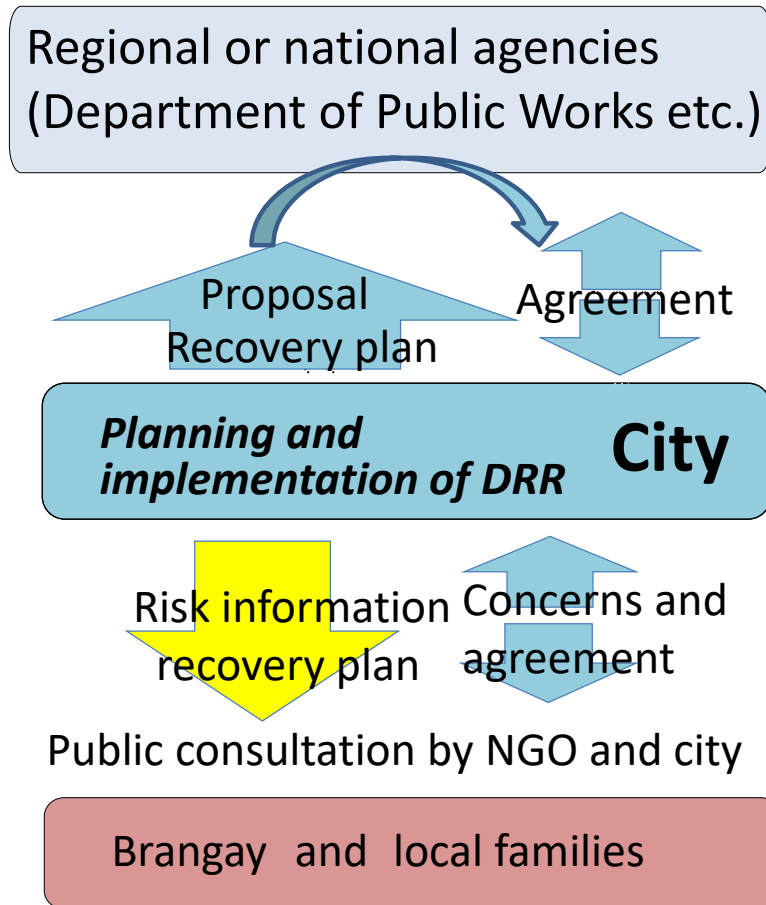 Regional or national agencies
(Department of Public Works etc.)
Proposal
Recovery plan
Agreement
Planning and
implementation of DRR
City
Risk information
recovery plan
Concerns and
agreement
Public consultation by NGO and city
Brangay and local families